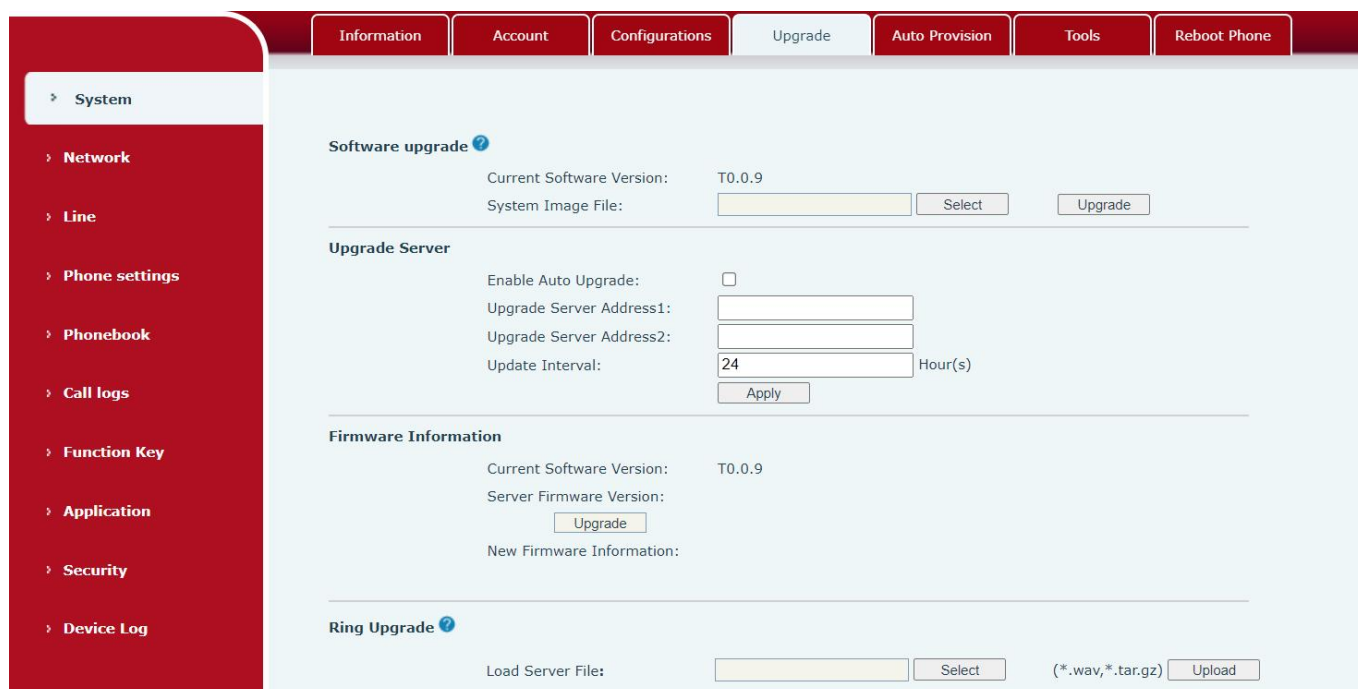 Information Account Configurations Upgrade Auto Provision Tools Reboot Phone
System
Network
Line
Phone settings
Phonebook
Call logs
Function Key
Application
Security
Device Log
Software upgrade ?
Current Software Version: T0.0.9
System Image File: Select Upgrade
Upgrade Server
Enable Auto Upgrade:
Upgrade Server Address1:
Upgrade Server Address2:
Update Interval: 24 Hour(s)
Apply
Firmware Information
Current Software Version: T0.0.9
Server Firmware Version:
Upgrade
New Firmware Information:
Ring Upgrade ?
Load Server File: Select (*.wav,*.tar.gz) Upload